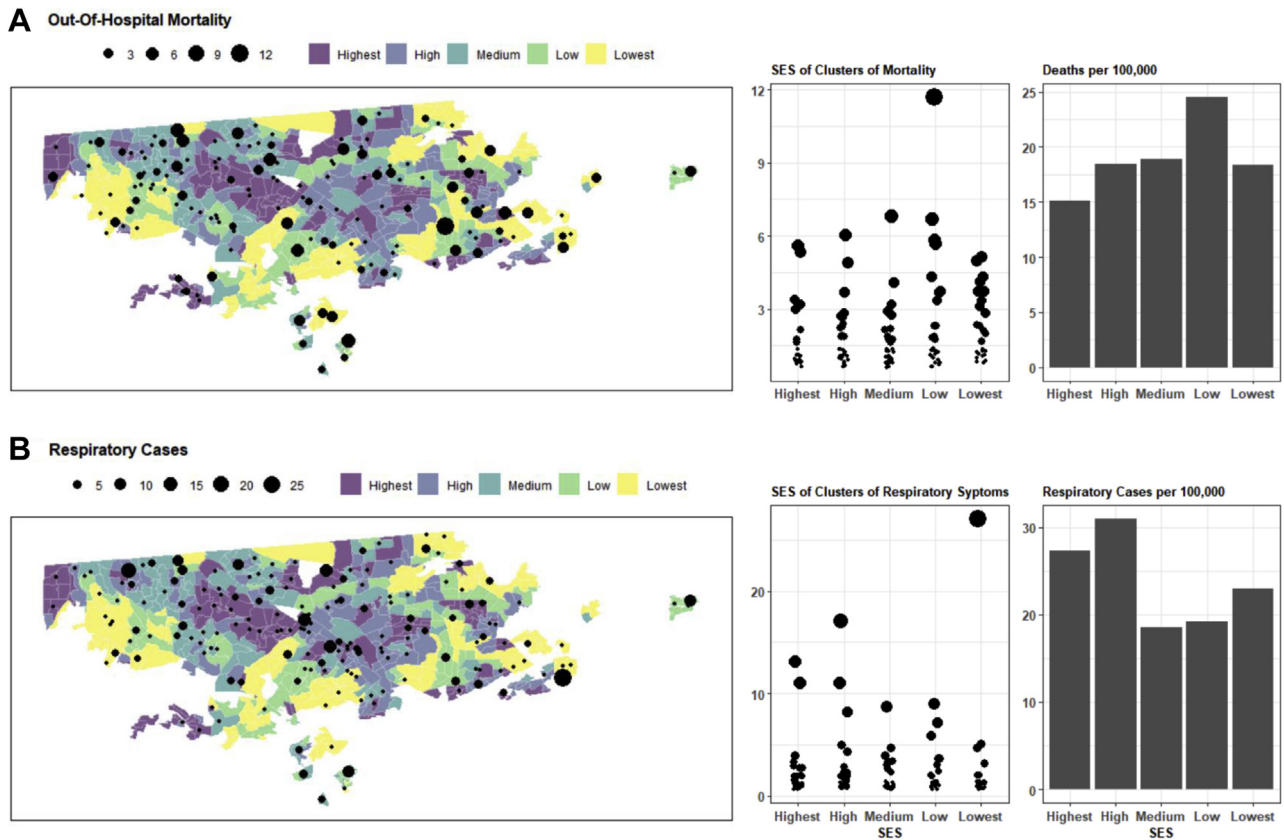 A Out-Of-Hospital Mortality
3 6 9 12 Highest High Medium Low Lowest
SES of Clusters of Mortality
12
9
6
3
Highest High Medium Low Lowest
Deaths per 100,000
25
20
15
10
5
0
Highest High Medium Low Lowest
B Respiratory Cases
5 10 15 20 25 Highest High Medium Low Lowest
SES of Clusters of Respiratory Syptoms
20
10
0
Highest High Medium Low Lowest
SES
Respiratory Cases per 100,000
30
20
10
0
Highest High Medium Low Lowest
SES